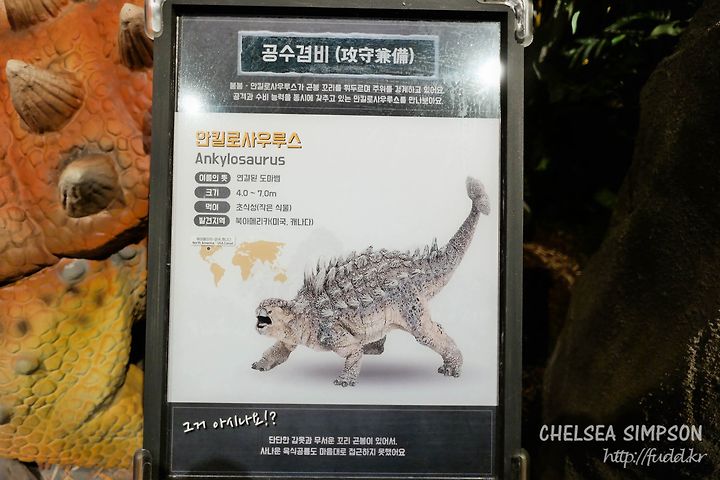 공수겸비 (攻守兼備)
붕붕 - 안킬로사우루스가 곤봉 꼬리를 휘두르며 주위를 경계하고 있어요.
공격과 수비 능력을 동시에 갖추고 있는 안킬로사우루스를 만나보아요.
안킬로사우루스
Ankylosaurus
이름의 뜻 연결된 도마뱀
크기 4.0 ~ 7.0m
먹이 초식성(작은 식물)
발견지역 북아메리카(미국, 캐나다)
North America
그거 아시나요!?
단단한 갑옷과 무서운 꼬리 곤봉이 있어서,
사나운 육식공룡도 마음대로 접근하지 못했어요
CHELSEA SIMPSON
http://fudd.kr